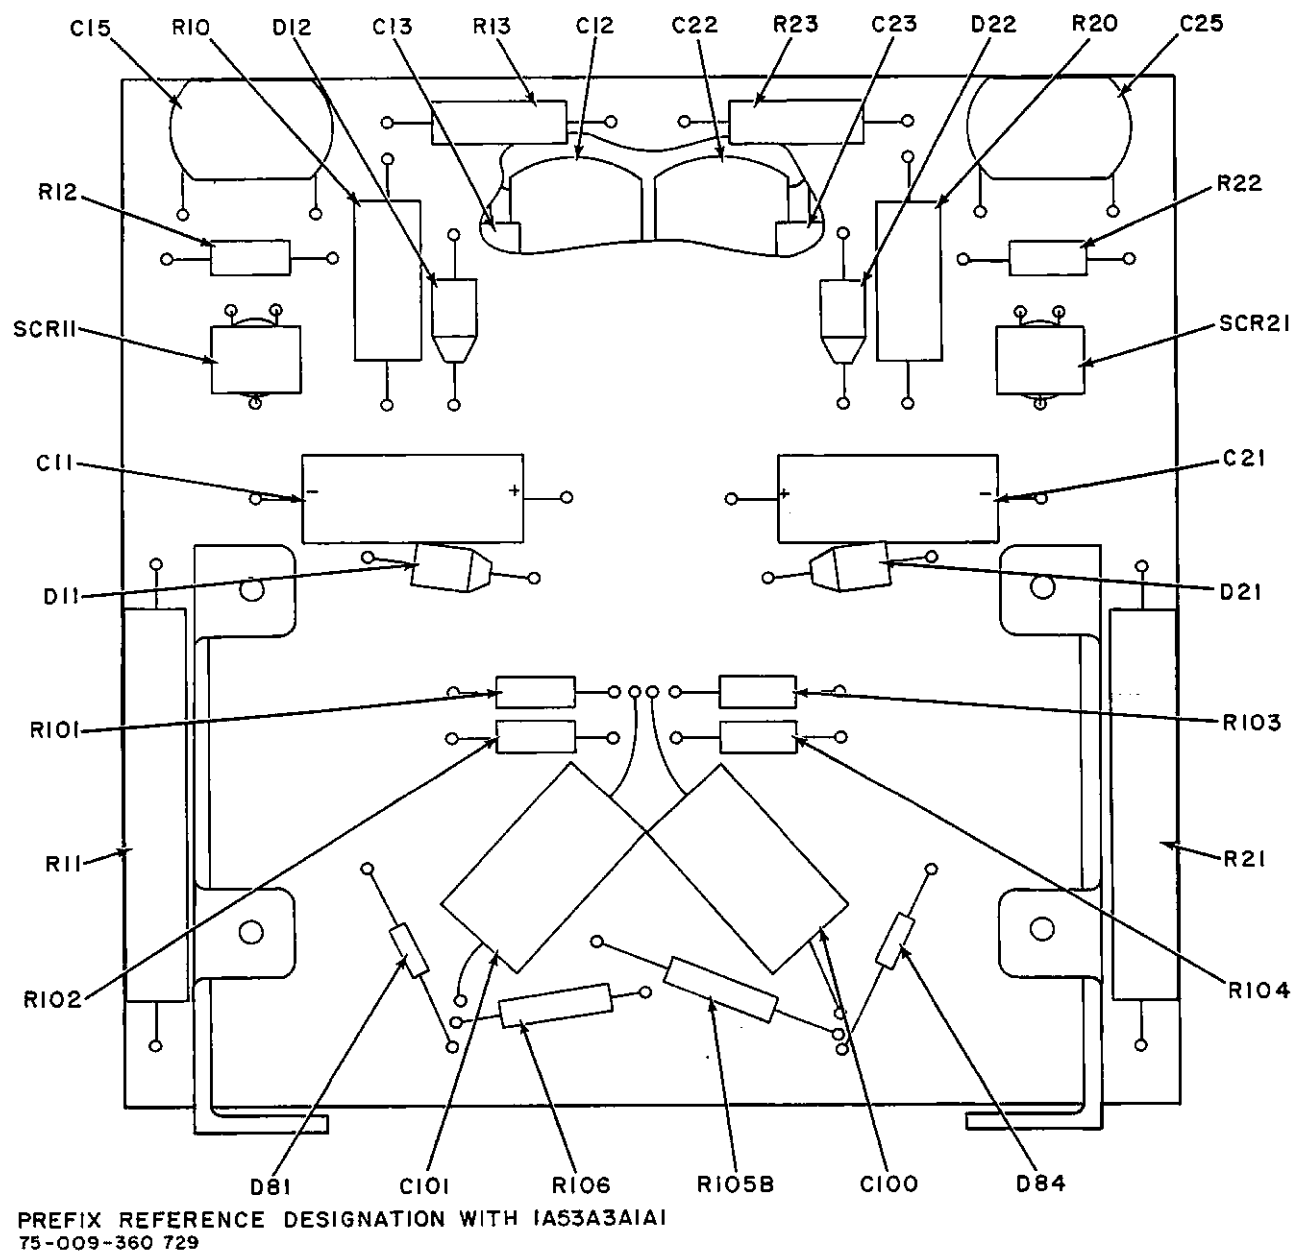 C15 R10 D12 C13 R13 C12 C22 R23 C23 D22 R20 C25
R12 R22
SCR11 SCR21
C11 - + + - C21
D11 D21
R101 R103
R11 R21
R102 R104
D81 C101 R106 R105B C100 D84
PREFIX REFERENCE DESIGNATION WITH 1A53A3A1A1
75-009-360 729